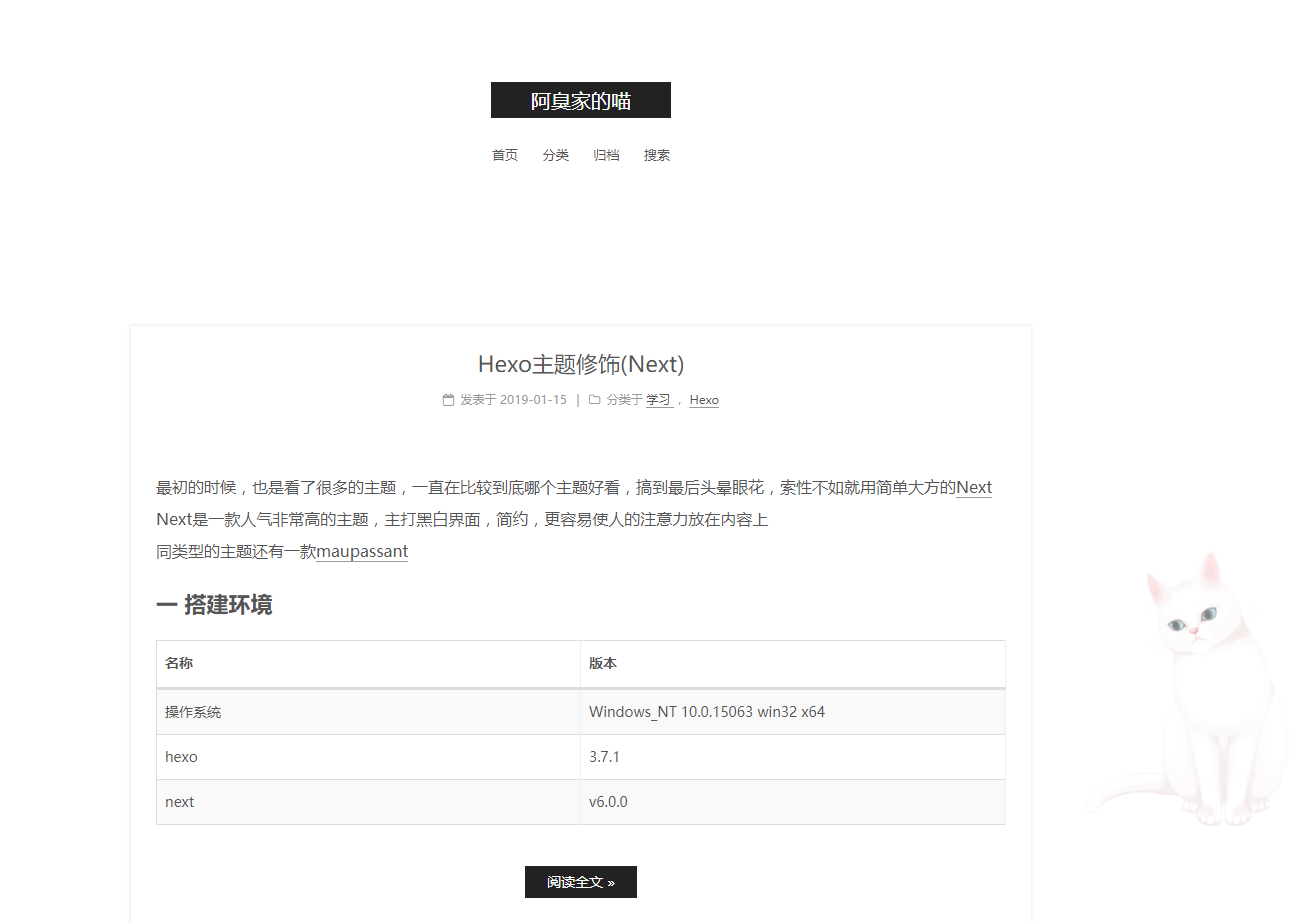 阿臭家的喵
首页 分类 归档 搜索
Hexo主题修饰(Next)
发表于 2019-01-15 | 分类于 学习 , Hexo
最初的时候，也是看了很多的主题，一直在比较到底哪个主题好看，搞到最后头晕眼花，索性不如就用简单大方的Next
Next是一款人气非常高的主题，主打黑白界面，简约，更容易使人的注意力放在内容上
同类型的主题还有一款maupassant
一 搭建环境
名称 版本
操作系统 Windows_NT 10.0.15063 win32 x64
hexo 3.7.1
next v6.0.0
阅读全文 »